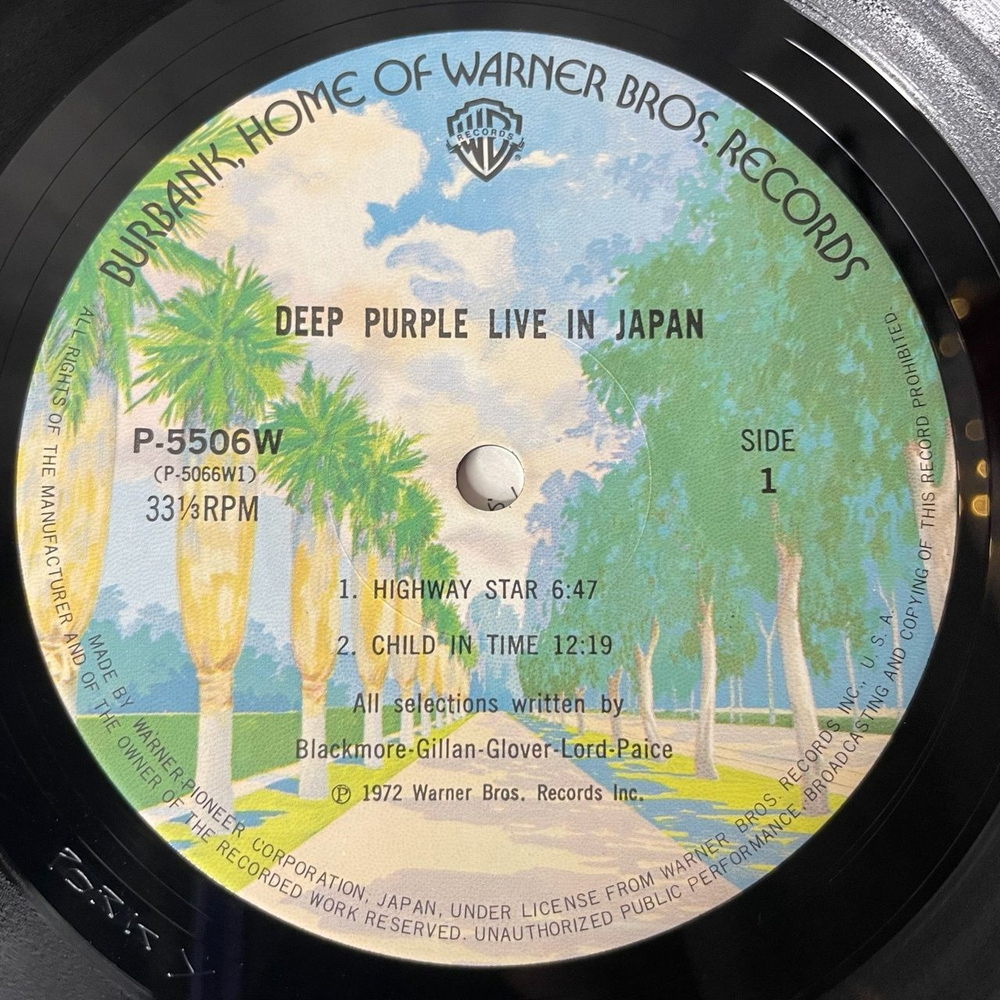 BURBANK, HOME OF WARNER BROS. RECORDS
RECORDS
DEEP PURPLE LIVE IN JAPAN
P-5506W
(P-5066W1)
33⅓RPM
SIDE
1
1. HIGHWAY STAR 6:47
2. CHILD IN TIME 12:19
All selections written by
Blackmore-Gillan-Glover-Lord-Paice
Ⓟ 1972 Warner Bros. Records Inc.
MADE BY WARNER-PIONEER CORPORATION, JAPAN, UNDER LICENSE FROM WARNER BROS. RECORDS INC., U. S. A.
ALL RIGHTS OF THE MANUFACTURER AND OF THE OWNER OF THE RECORDED WORK RESERVED. UNAUTHORIZED PUBLIC PERFORMANCE, BROADCASTING AND COPYING OF THIS RECORD PROHIBITED